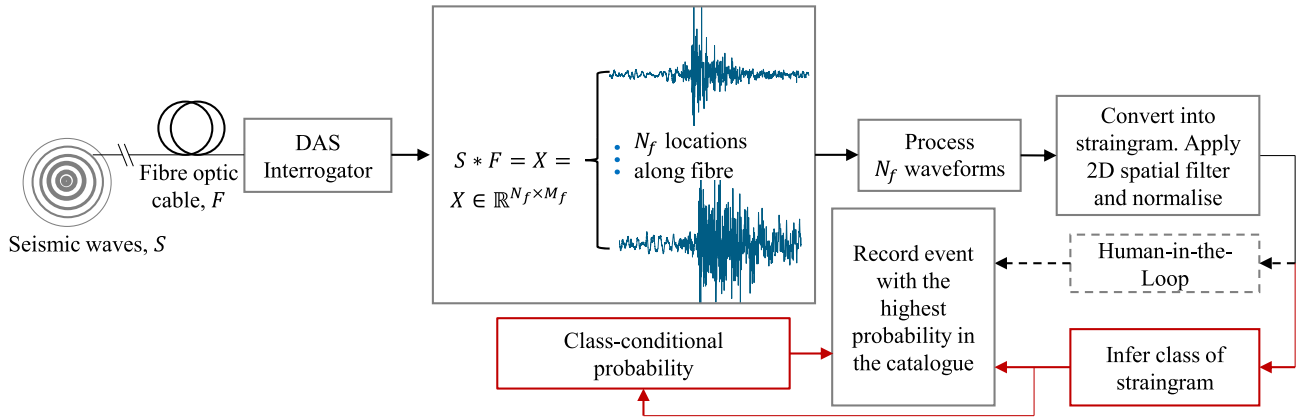 Seismic waves, S
Fibre optic
cable, F
DAS
Interrogator
S ∗ F = X =
X ∈ ℝ^{N_f×M_f}
N_f locations
along fibre
Process
N_f waveforms
Convert into
straingram. Apply
2D spatial filter
and normalise
Human-in-the-
Loop
Infer class of
straingram
Record event
with the
highest
probability in
the catalogue
Class-conditional
probability